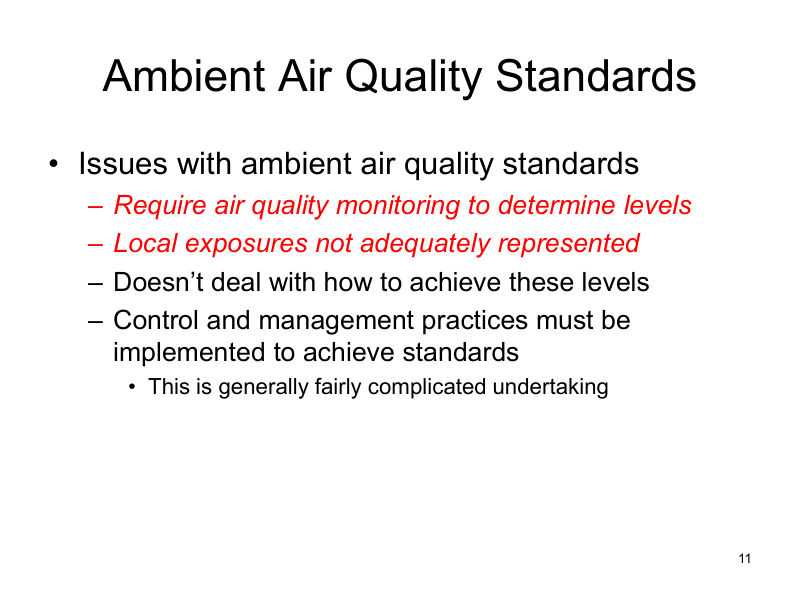 Ambient Air Quality Standards
• Issues with ambient air quality standards
– Require air quality monitoring to determine levels
– Local exposures not adequately represented
– Doesn’t deal with how to achieve these levels
– Control and management practices must be
implemented to achieve standards
• This is generally fairly complicated undertaking
11